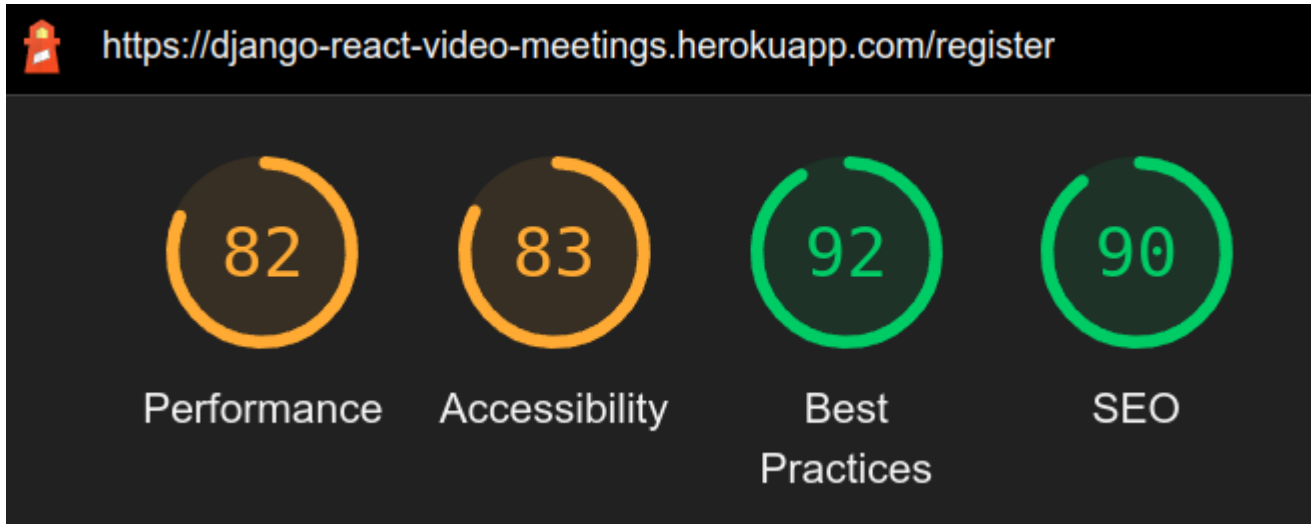 https://django-react-video-meetings.herokuapp.com/register
82
83
92
90
Performance
Accessibility
Best
Practices
SEO